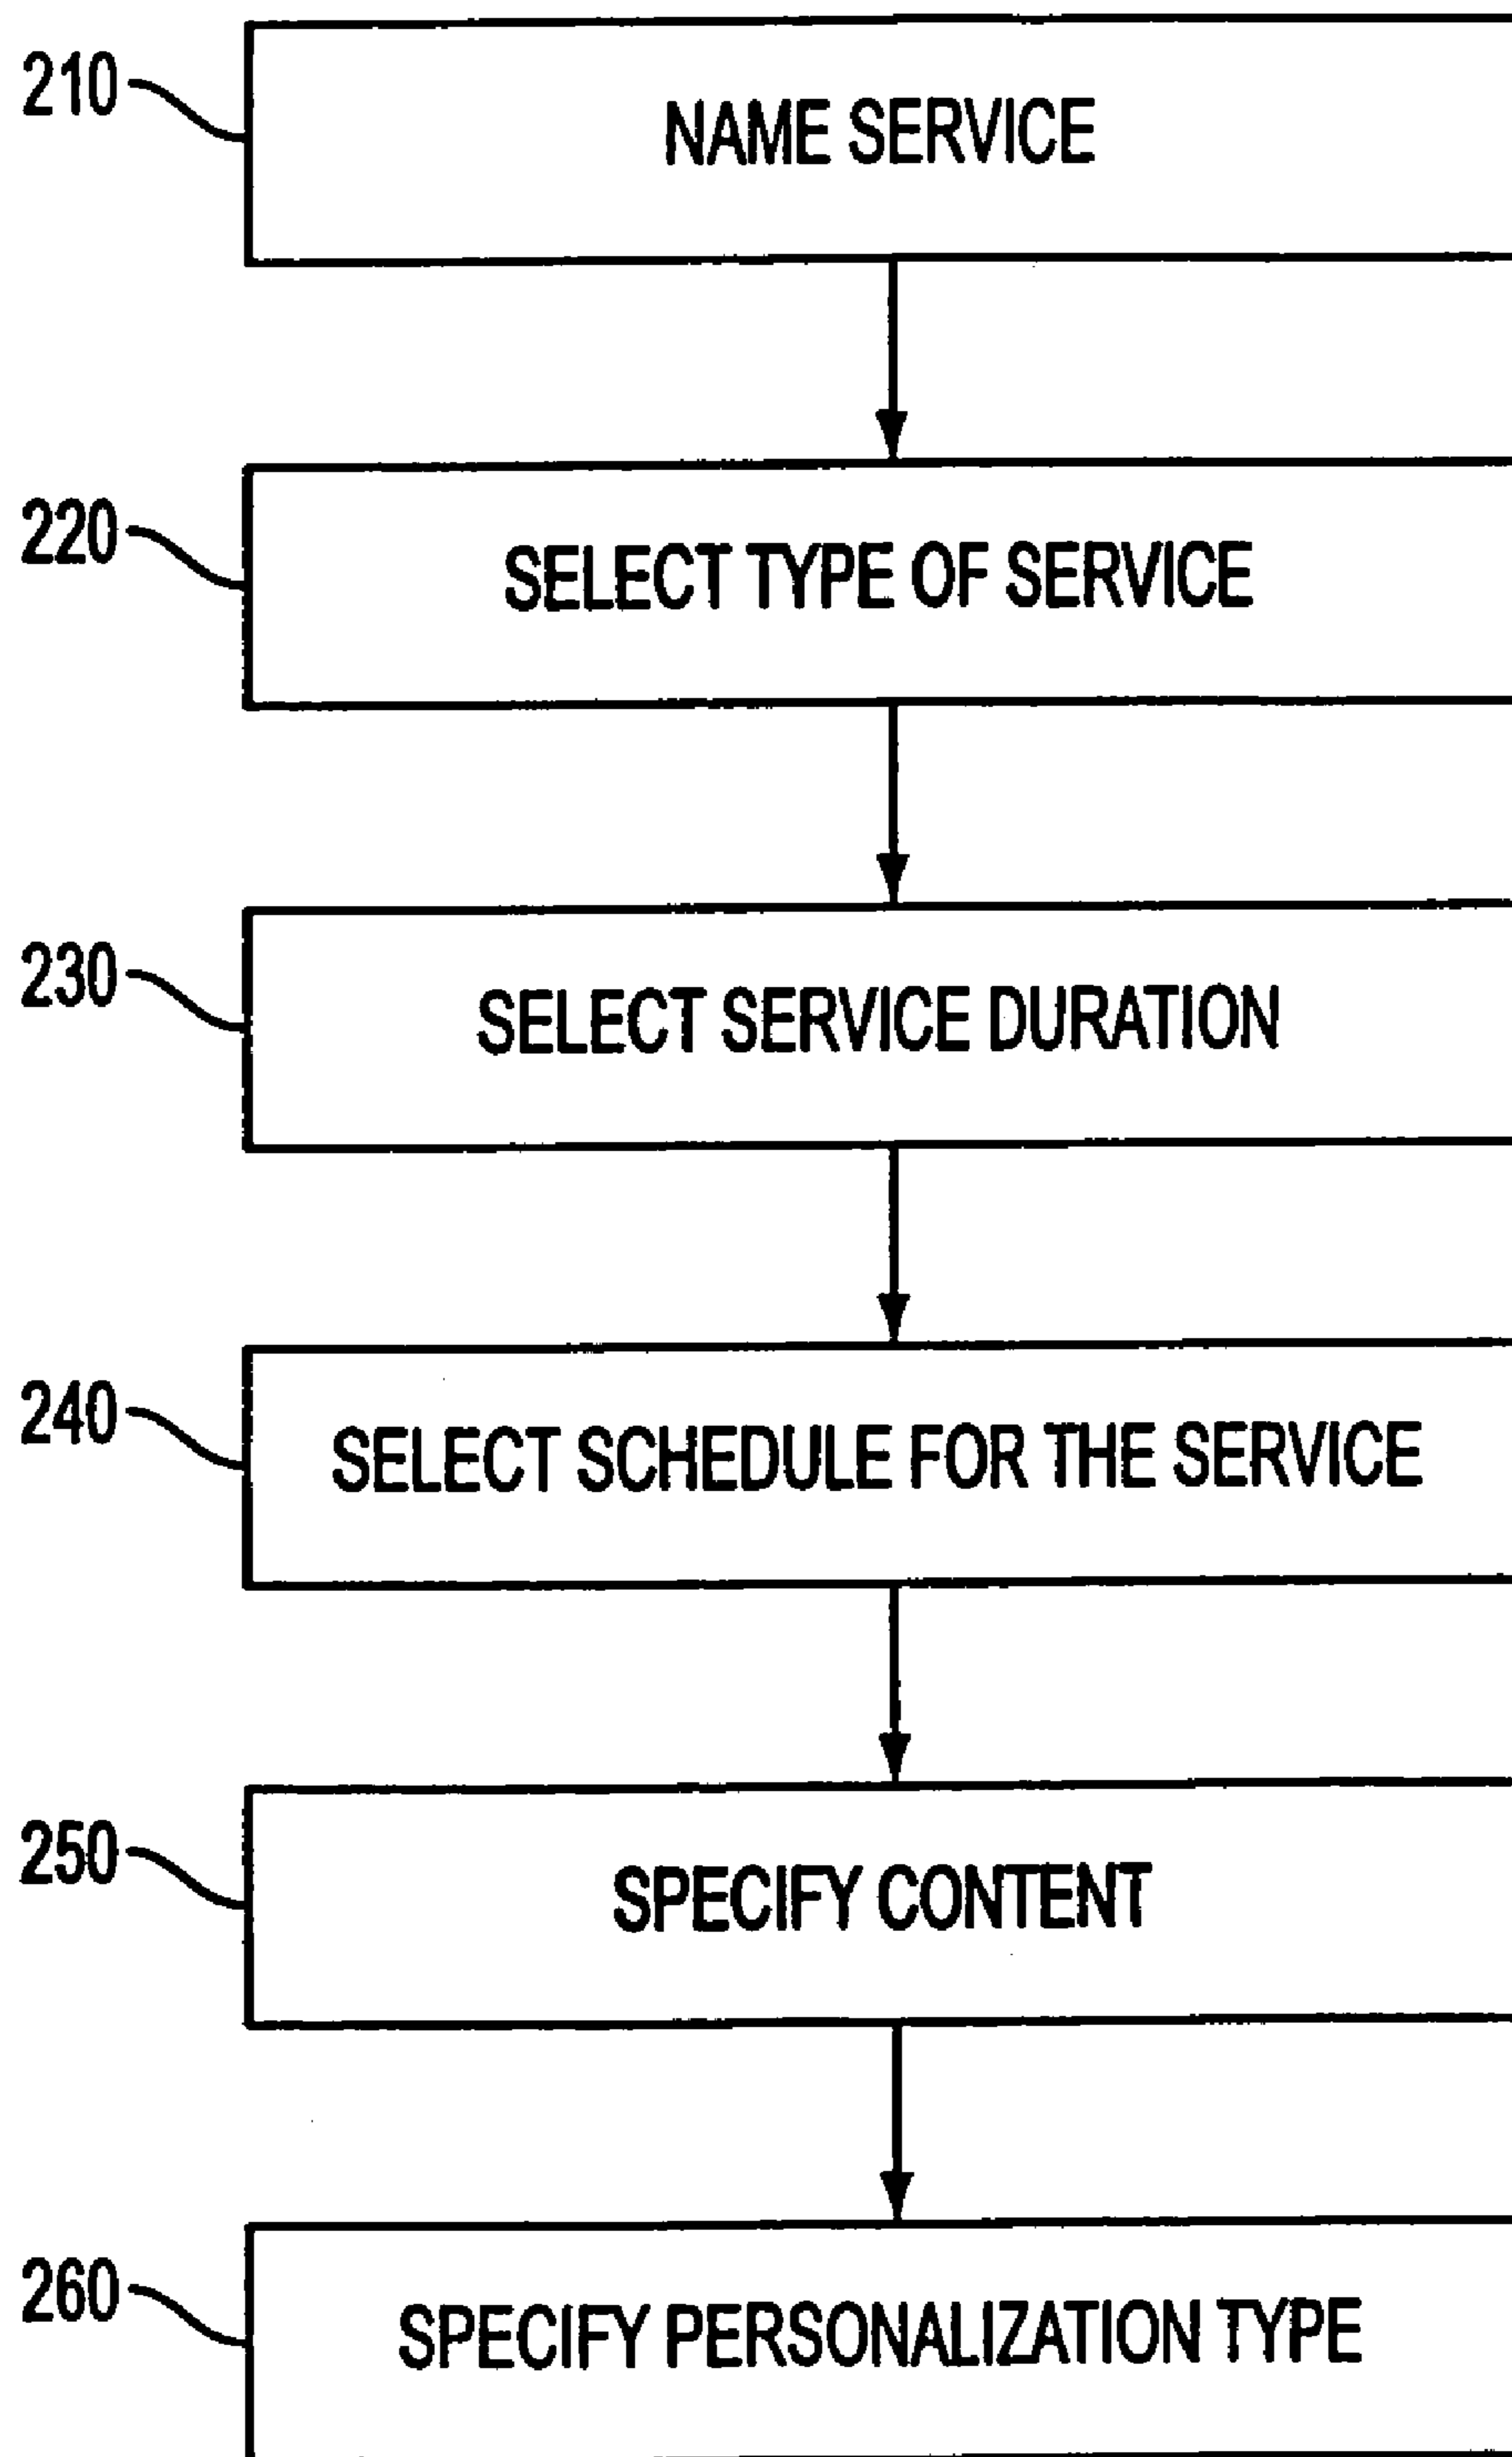 210
NAME SERVICE
220
SELECT TYPE OF SERVICE
230
SELECT SERVICE DURATION
240
SELECT SCHEDULE FOR THE SERVICE
250
SPECIFY CONTENT
260
SPECIFY PERSONALIZATION TYPE